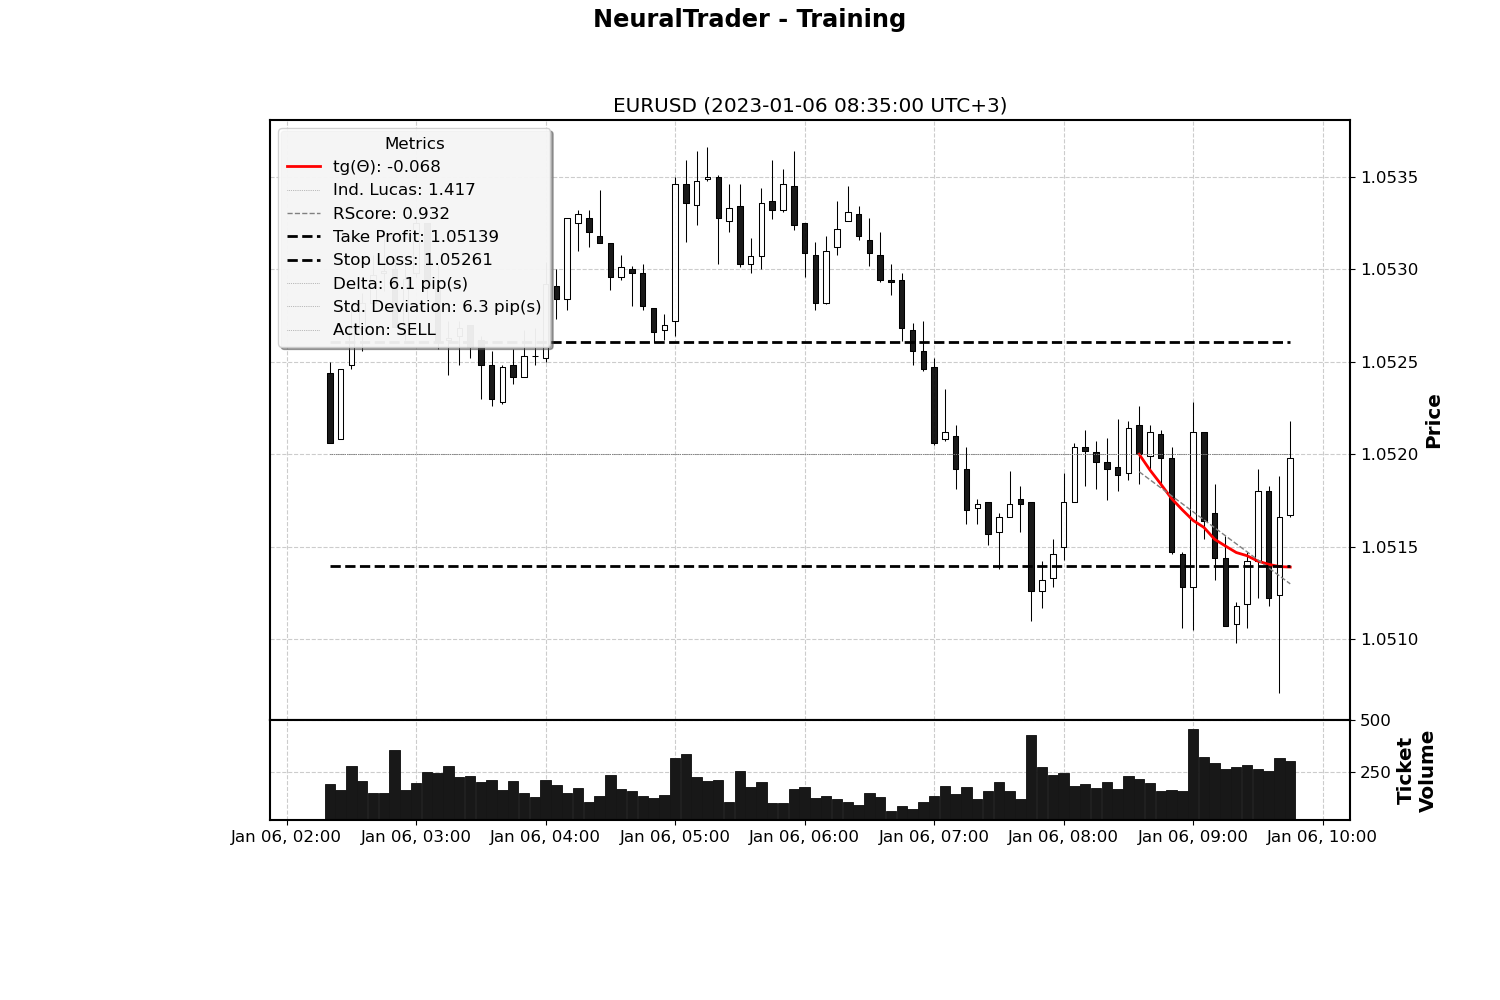 NeuralTrader - Training
EURUSD (2023-01-06 08:35:00 UTC+3)
Metrics
tg(Θ): -0.068
Ind. Lucas: 1.417
RScore: 0.932
Take Profit: 1.05139
Stop Loss: 1.05261
Delta: 6.1 pip(s)
Std. Deviation: 6.3 pip(s)
Action: SELL
1.0535
1.0530
1.0525
1.0520
1.0515
1.0510
Price
500
250
Ticket
Volume
Jan 06, 02:00
Jan 06, 03:00
Jan 06, 04:00
Jan 06, 05:00
Jan 06, 06:00
Jan 06, 07:00
Jan 06, 08:00
Jan 06, 09:00
Jan 06, 10:00